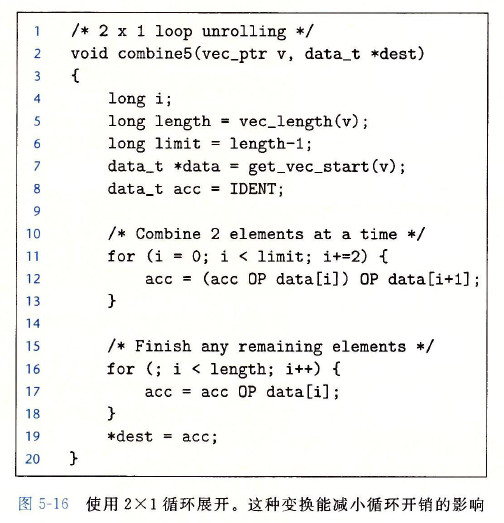 1 /* 2 x 1 loop unrolling */
2 void combine5(vec_ptr v, data_t *dest)
3 {
4     long i;
5     long length = vec_length(v);
6     long limit = length-1;
7     data_t *data = get_vec_start(v);
8     data_t acc = IDENT;
9
10     /* Combine 2 elements at a time */
11     for (i = 0; i < limit; i+=2) {
12         acc = (acc OP data[i]) OP data[i+1];
13     }
14
15     /* Finish any remaining elements */
16     for (; i < length; i++) {
17         acc = acc OP data[i];
18     }
19     *dest = acc;
20 }
图 5-16 使用 2×1 循环展开。这种变换能减小循环开销的影响